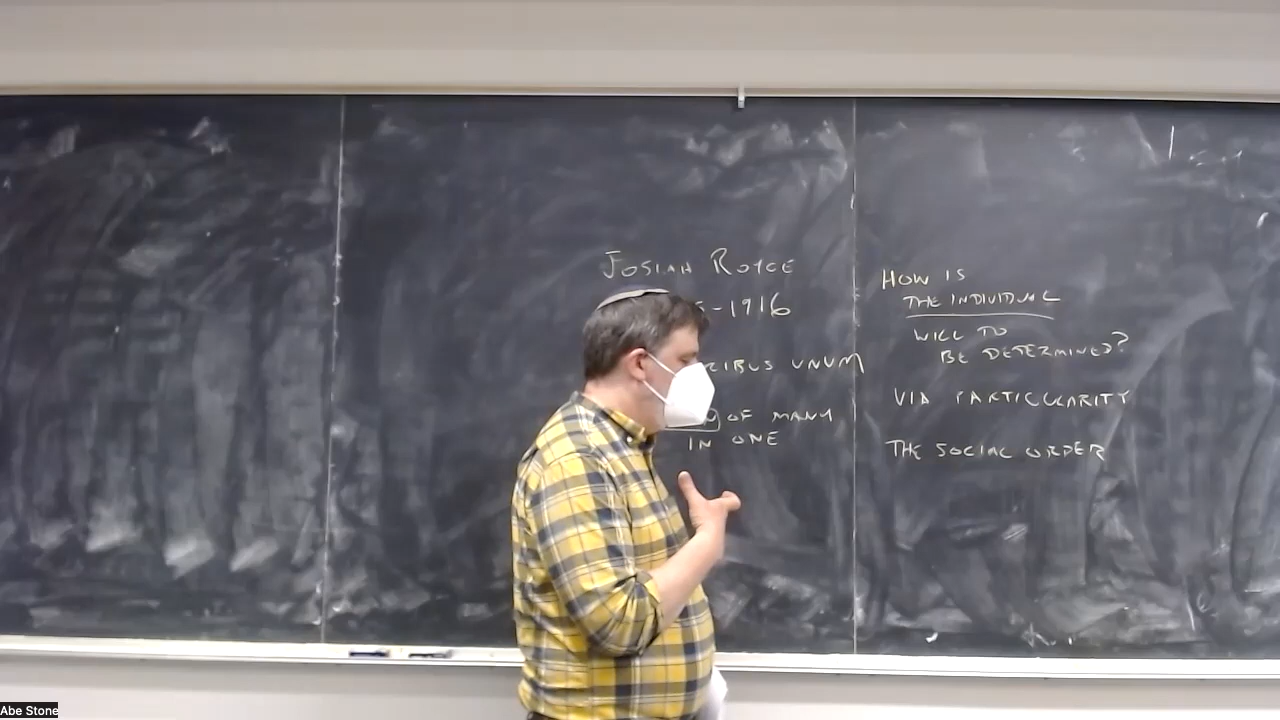 JOSIAH ROYCE
-1916
RIBUS UNUM
OF MANY
IN ONE
HOW IS
THE INDIVIDUAL
WILL TO
BE DETERMINED?
VIA PARTICULARITY
THE SOCIAL ORDER
Abe Stone